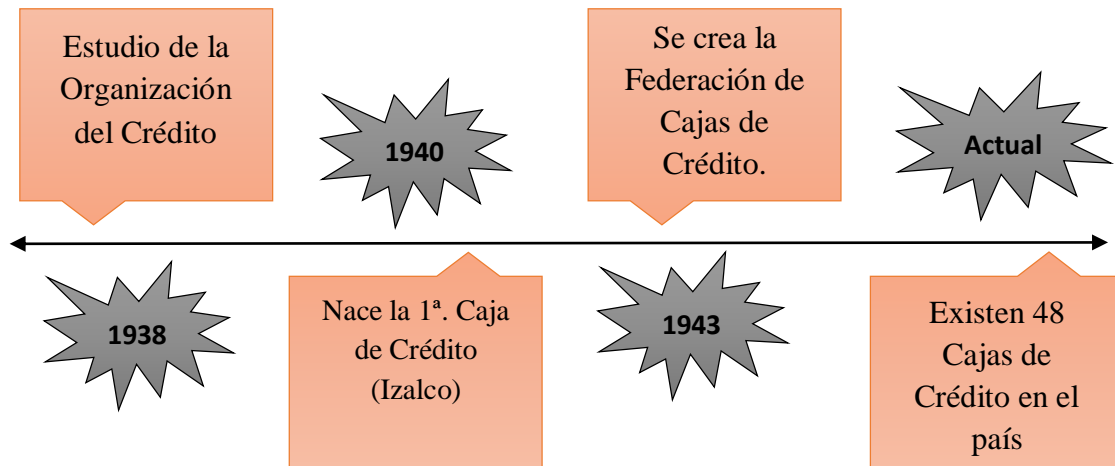 Estudio de la
Organización
del Crédito
1938
1940
Nace la 1ª. Caja
de Crédito
(Izalco)
Se crea la
Federación de
Cajas de
Crédito.
1943
Actual
Existen 48
Cajas de
Crédito en el
país